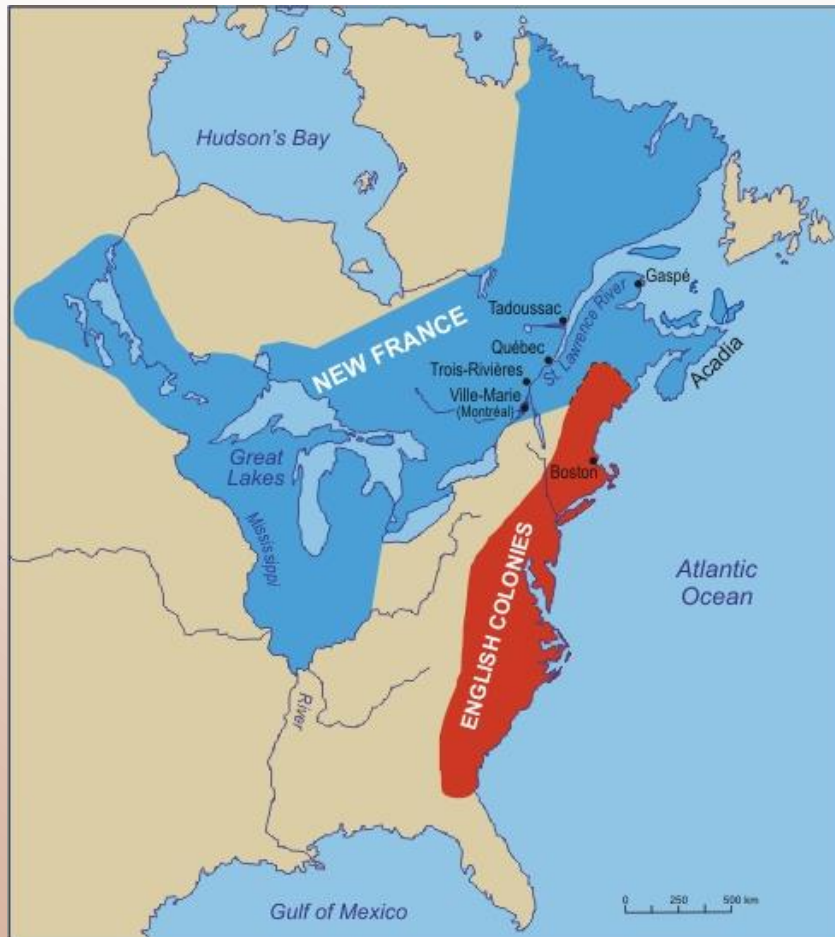 Hudson's Bay
Gaspé
Tadoussac
St. Lawrence River
Québec
NEW FRANCE
Trois-Rivières
Acadia
Ville-Marie
(Montréal)
Great
Lakes
Boston
Mississippi
ENGLISH COLONIES
Atlantic
Ocean
River
Gulf of Mexico
0 250 500 km